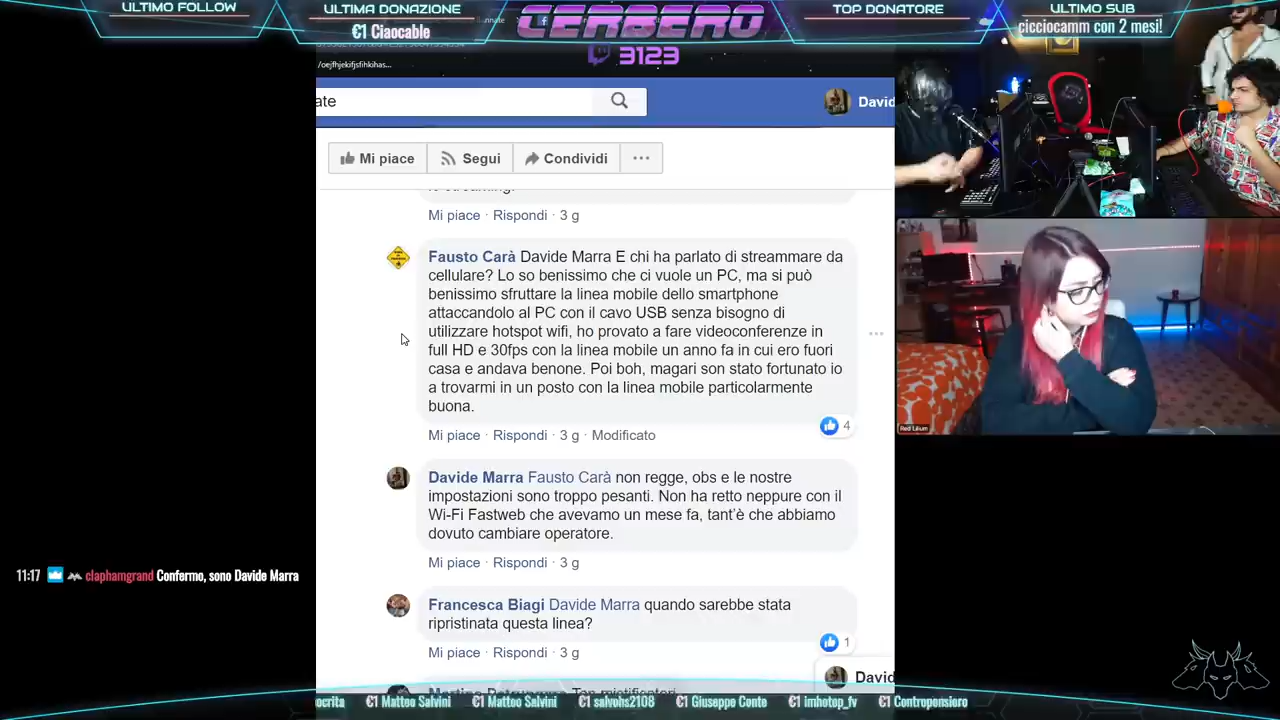 ULTIMO FOLLOW
ULTIMA DONAZIONE
€1 Ciaocable
CERBERO
3123
TOP DONATORE
ULTIMO SUB
cicciocamm con 2 mesi!
/oejfhjekifjsfihlohas...
ate
David
Mi piace
Segui
Condividi
Mi piace · Rispondi · 3 g
Fausto Carà Davide Marra E chi ha parlato di streammare da
cellulare? Lo so benissimo che ci vuole un PC, ma si può
benissimo sfruttare la linea mobile dello smartphone
attaccandolo al PC con il cavo USB senza bisogno di
utilizzare hotspot wifi, ho provato a fare videoconferenze in
full HD e 30fps con la linea mobile un anno fa in cui ero fuori
casa e andava benone. Poi boh, magari son stato fortunato io
a trovarmi in un posto con la linea mobile particolarmente
buona.
4
Mi piace · Rispondi · 3 g · Modificato
Davide Marra Fausto Carà non regge, obs e le nostre
impostazioni sono troppo pesanti. Non ha retto neppure con il
Wi-Fi Fastweb che avevamo un mese fa, tant'è che abbiamo
dovuto cambiare operatore.
Mi piace · Rispondi · 3 g
Francesca Biagi Davide Marra quando sarebbe stata
ripristinata questa linea?
1
Mi piace · Rispondi · 3 g
David
11:17 claphamgrand Confermo, sono Davide Marra
Red Lilium
ocrita €1 Matteo Salvini €1 Matteo Salvini €1 salvohs2108 €1 Giuseppe Conte €1 imhotep_fv €1 Contropensiero